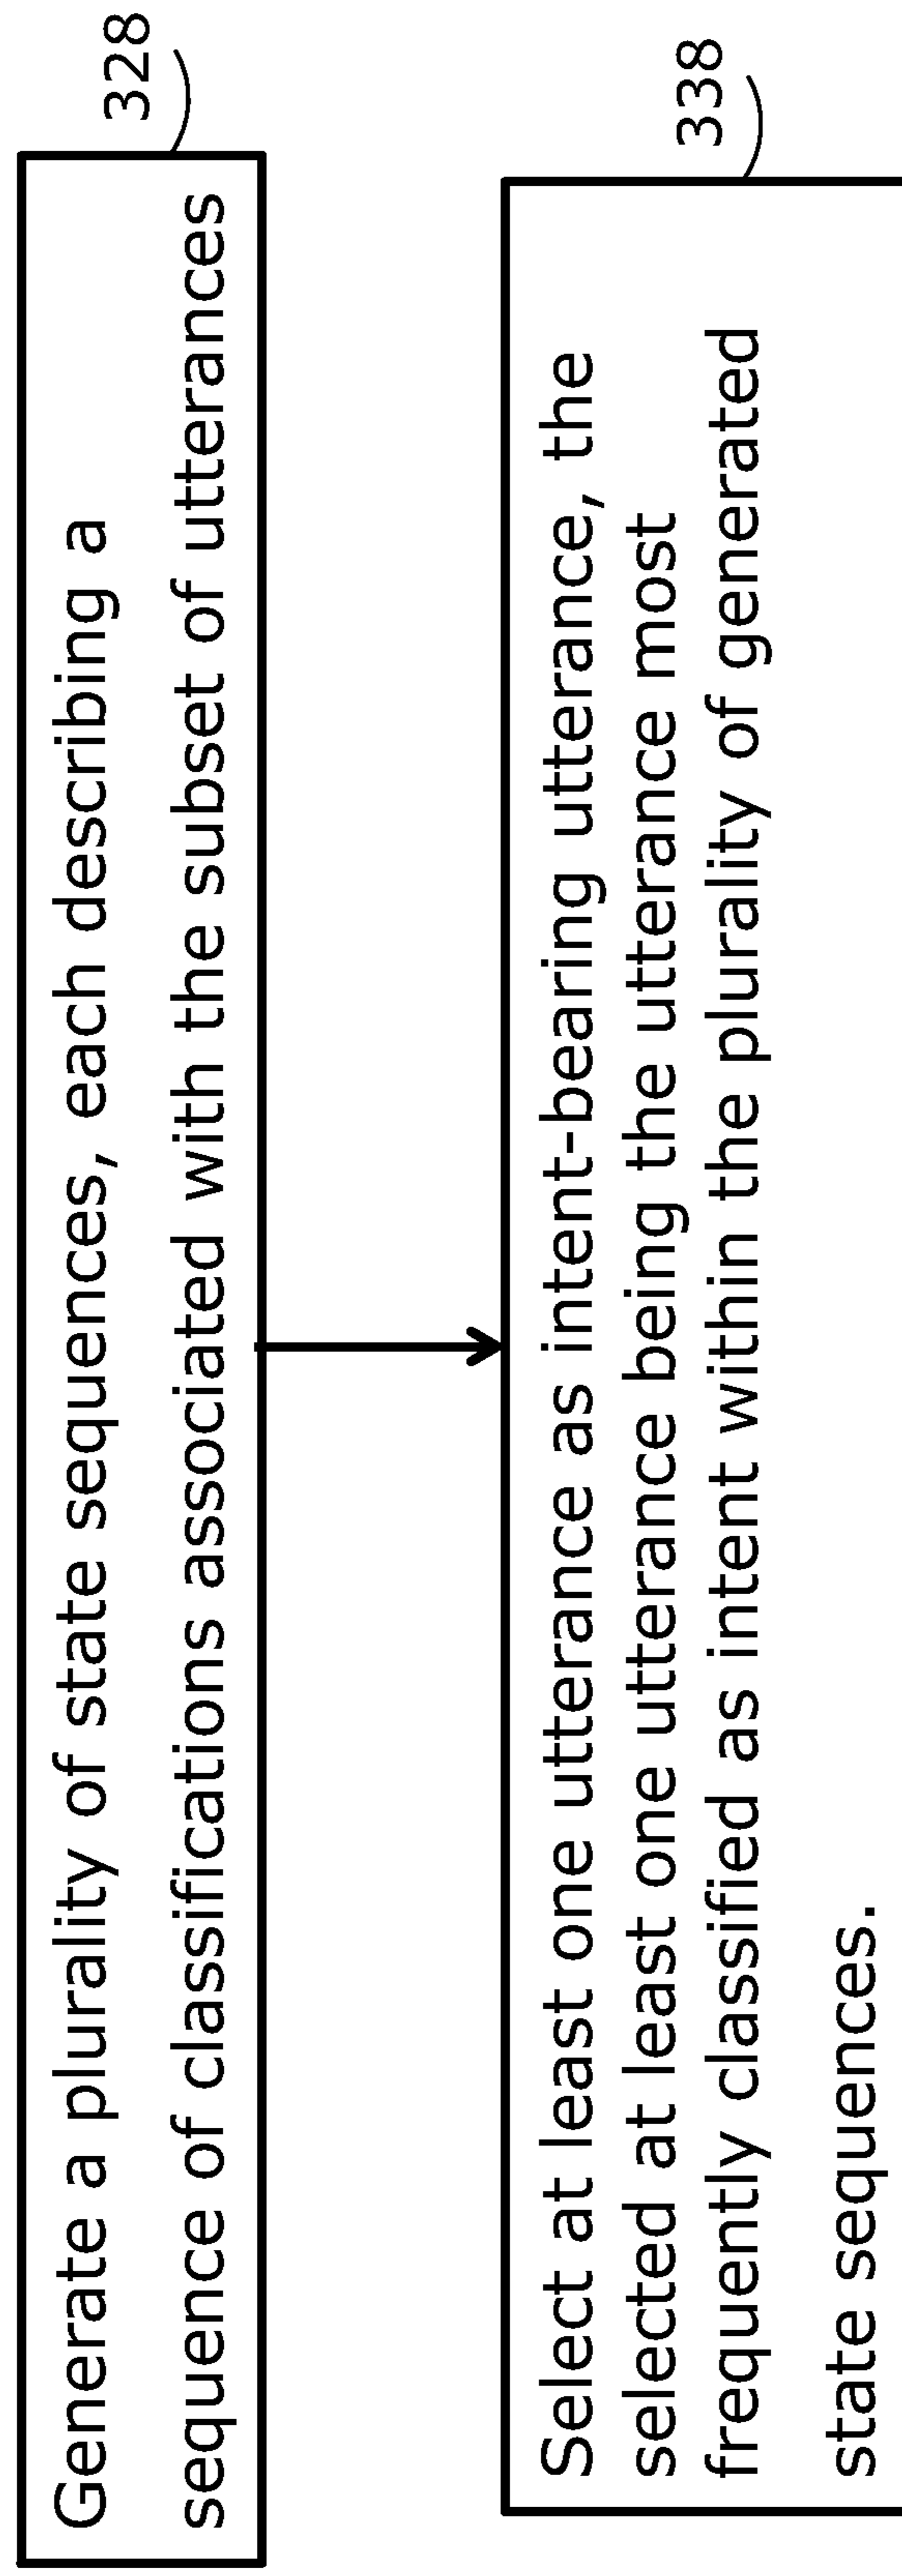 328
Generate a plurality of state sequences, each describing a
sequence of classifications associated with the subset of utterances
338
Select at least one utterance as intent-bearing utterance, the
selected at least one utterance being the utterance most
frequently classified as intent within the plurality of generated
state sequences.